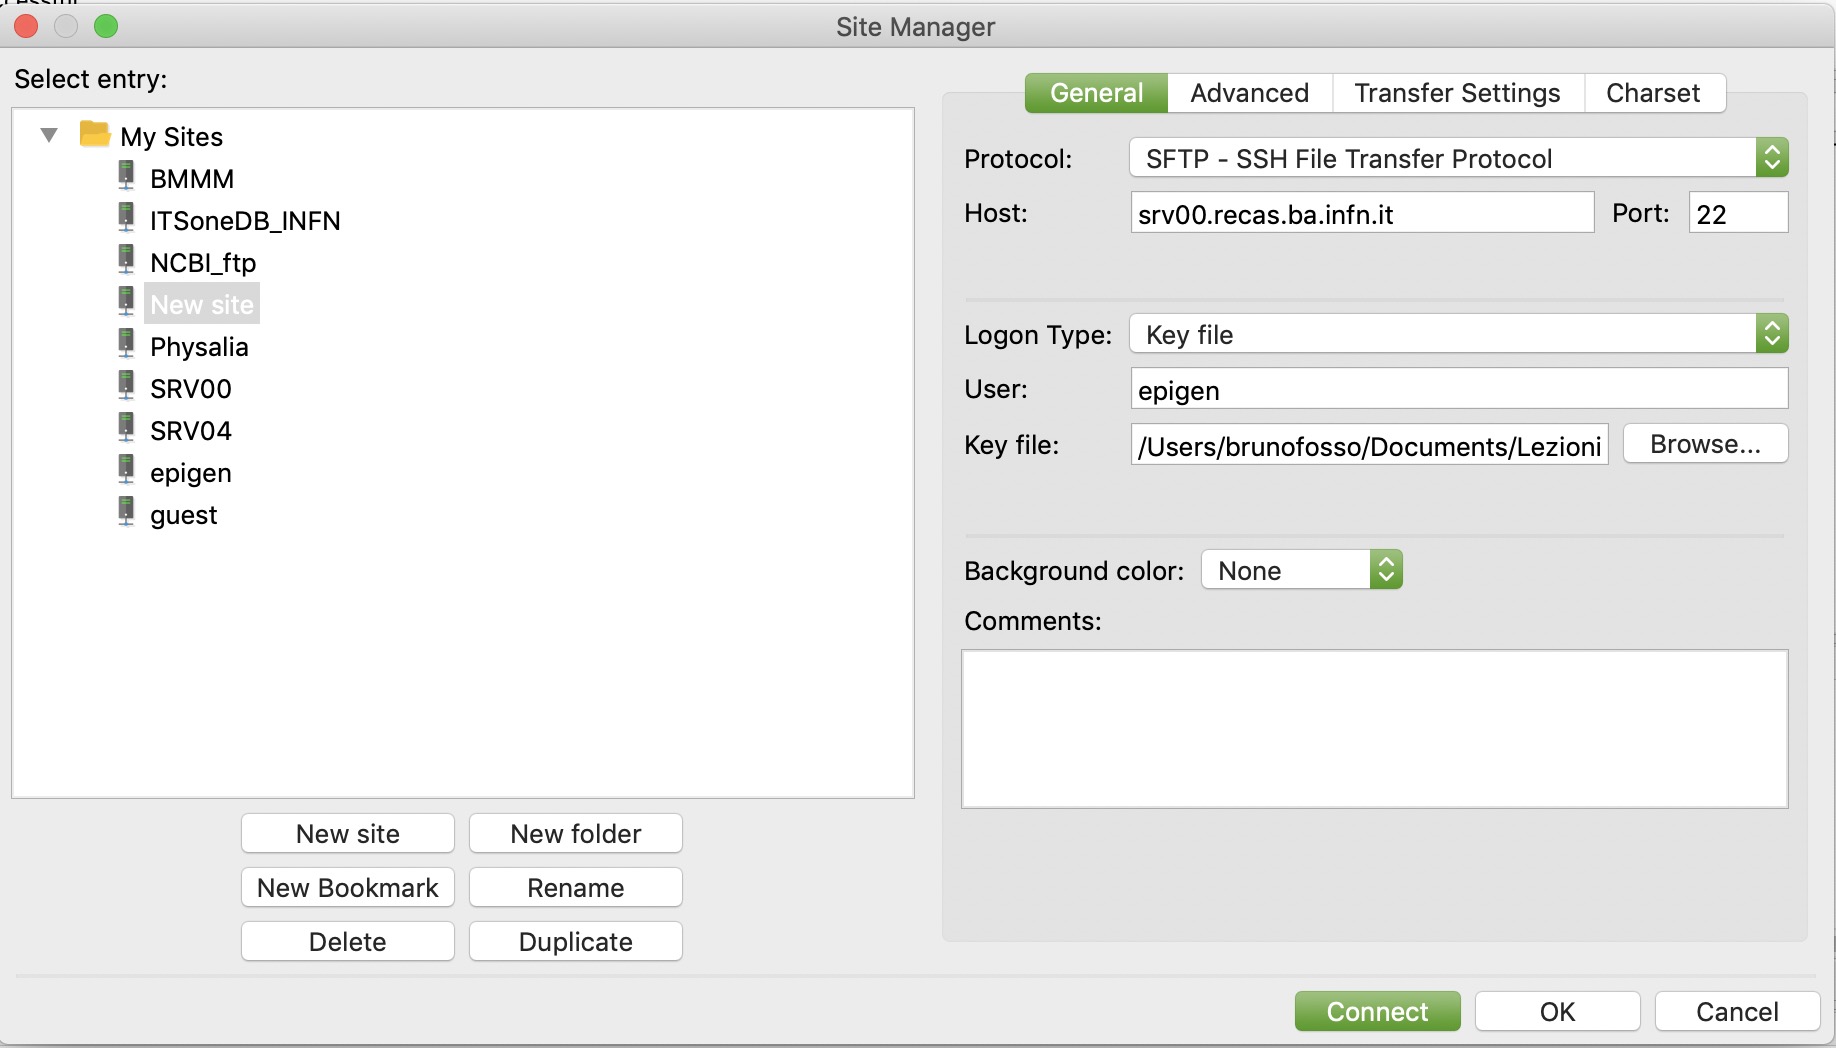 Site Manager
Select entry:
My Sites
BMMM
ITSoneDB_INFN
NCBI_ftp
New site
Physalia
SRV00
SRV04
epigen
guest
New site New folder
New Bookmark Rename
Delete Duplicate
General Advanced Transfer Settings Charset
Protocol: SFTP - SSH File Transfer Protocol
Host: srv00.recas.ba.infn.it Port: 22
Logon Type: Key file
User: epigen
Key file: /Users/brunofosso/Documents/Lezioni Browse...
Background color: None
Comments:
Connect OK Cancel